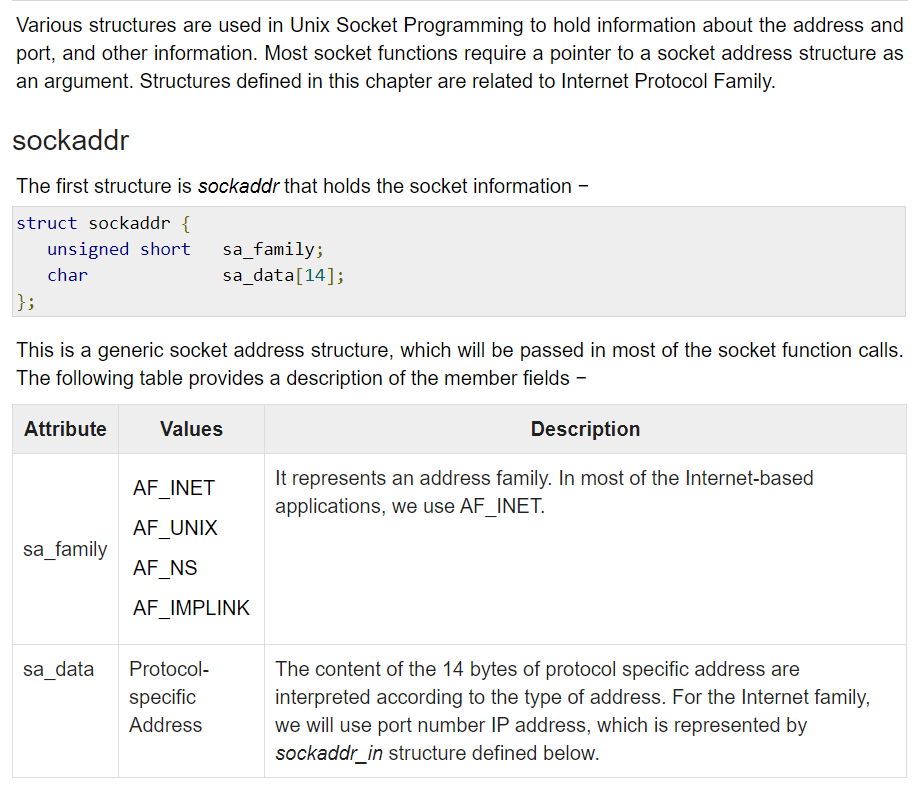 Various structures are used in Unix Socket Programming to hold information about the address and
port, and other information. Most socket functions require a pointer to a socket address structure as
an argument. Structures defined in this chapter are related to Internet Protocol Family.
sockaddr
The first structure is sockaddr that holds the socket information −
struct sockaddr {
   unsigned short   sa_family;
   char             sa_data[14];
};
This is a generic socket address structure, which will be passed in most of the socket function calls.
The following table provides a description of the member fields −
Attribute Values Description
sa_family
AF_INET
AF_UNIX
AF_NS
AF_IMPLINK
It represents an address family. In most of the Internet-based
applications, we use AF_INET.
sa_data
Protocol-
specific
Address
The content of the 14 bytes of protocol specific address are
interpreted according to the type of address. For the Internet family,
we will use port number IP address, which is represented by
sockaddr_in structure defined below.